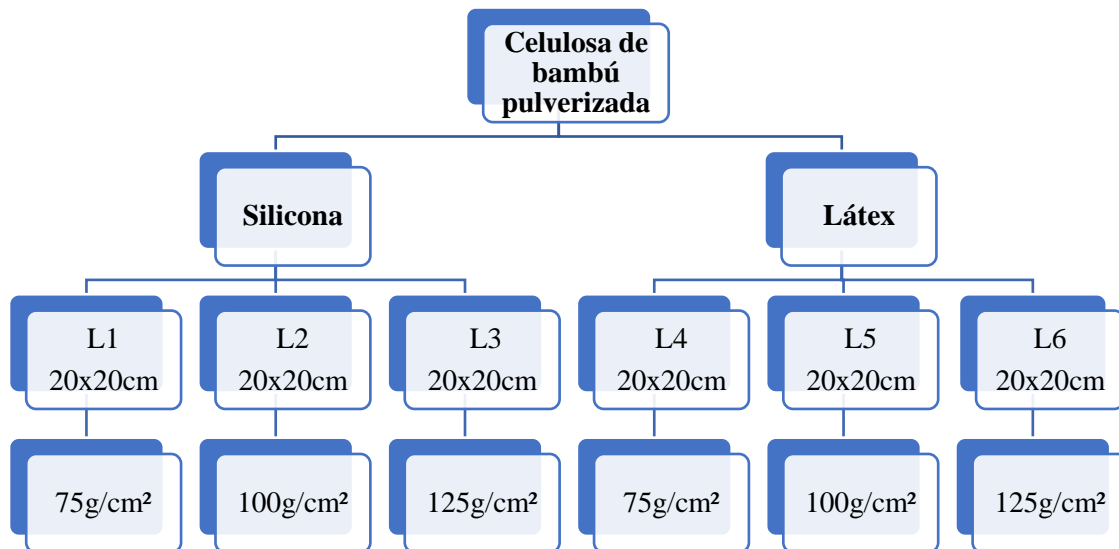 Celulosa de
bambú
pulverizada
Silicona
Látex
L1
20x20cm
L2
20x20cm
L3
20x20cm
L4
20x20cm
L5
20x20cm
L6
20x20cm
75g/cm²
100g/cm²
125g/cm²
75g/cm²
100g/cm²
125g/cm²